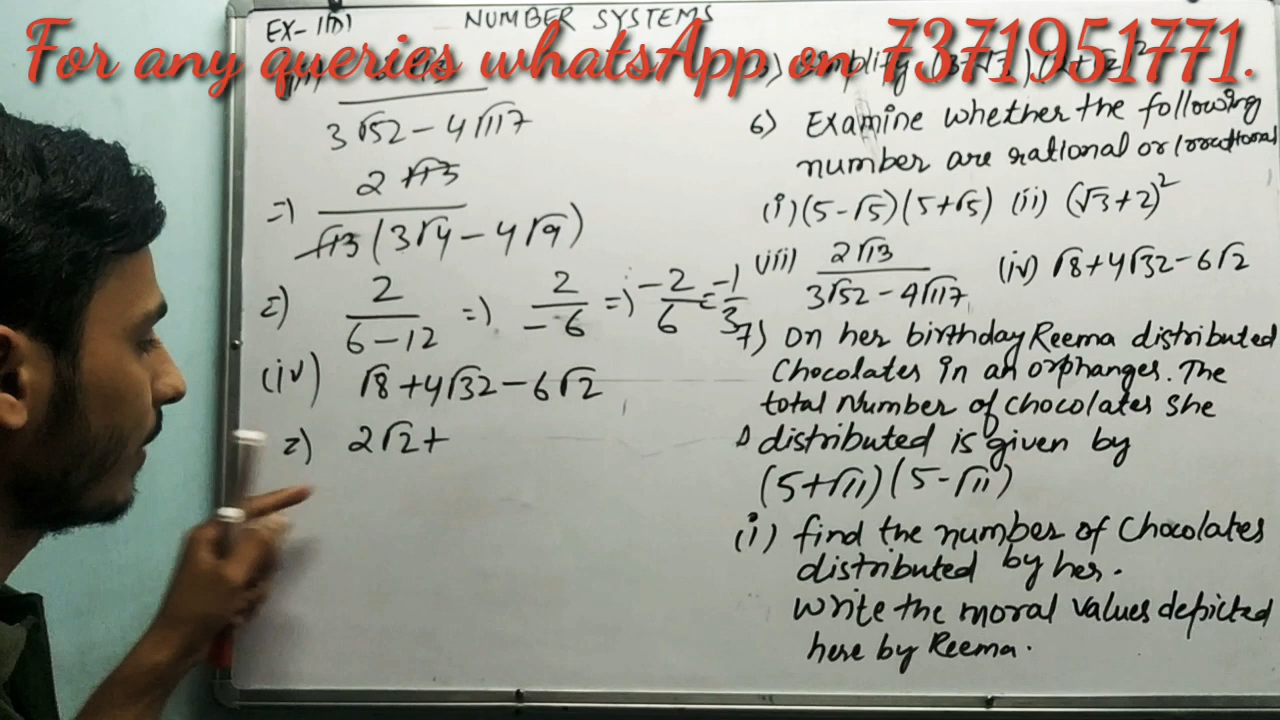 EX-11(D) NUMBER SYSTEMS
For any queries whatsApp on 7371951771.
3√52 - 4√117
2√13
=) √13 (3√4 - 4√9)
2
=) 6-12 =) 2/-6 =) -2/6 = -1/3
(iv) √8 + 4√32 - 6√2
=) 2√2 +
simplify
6) Examine whether the following
number are rational or irrational
(i) (5-√5)(5+√5) (ii) (√3+2)²
(iii) 2√13 / 3√52 - 4√117 (iv) √8+4√32-6√2
7) on her birthday Reema distributed
Chocolates in an orphanges. The
total Number of chocolates she
distributed is given by
(5+√11)(5-√11)
(i) find the number of Chocolates
distributed by her.
write the moral values depicted
here by Reema.